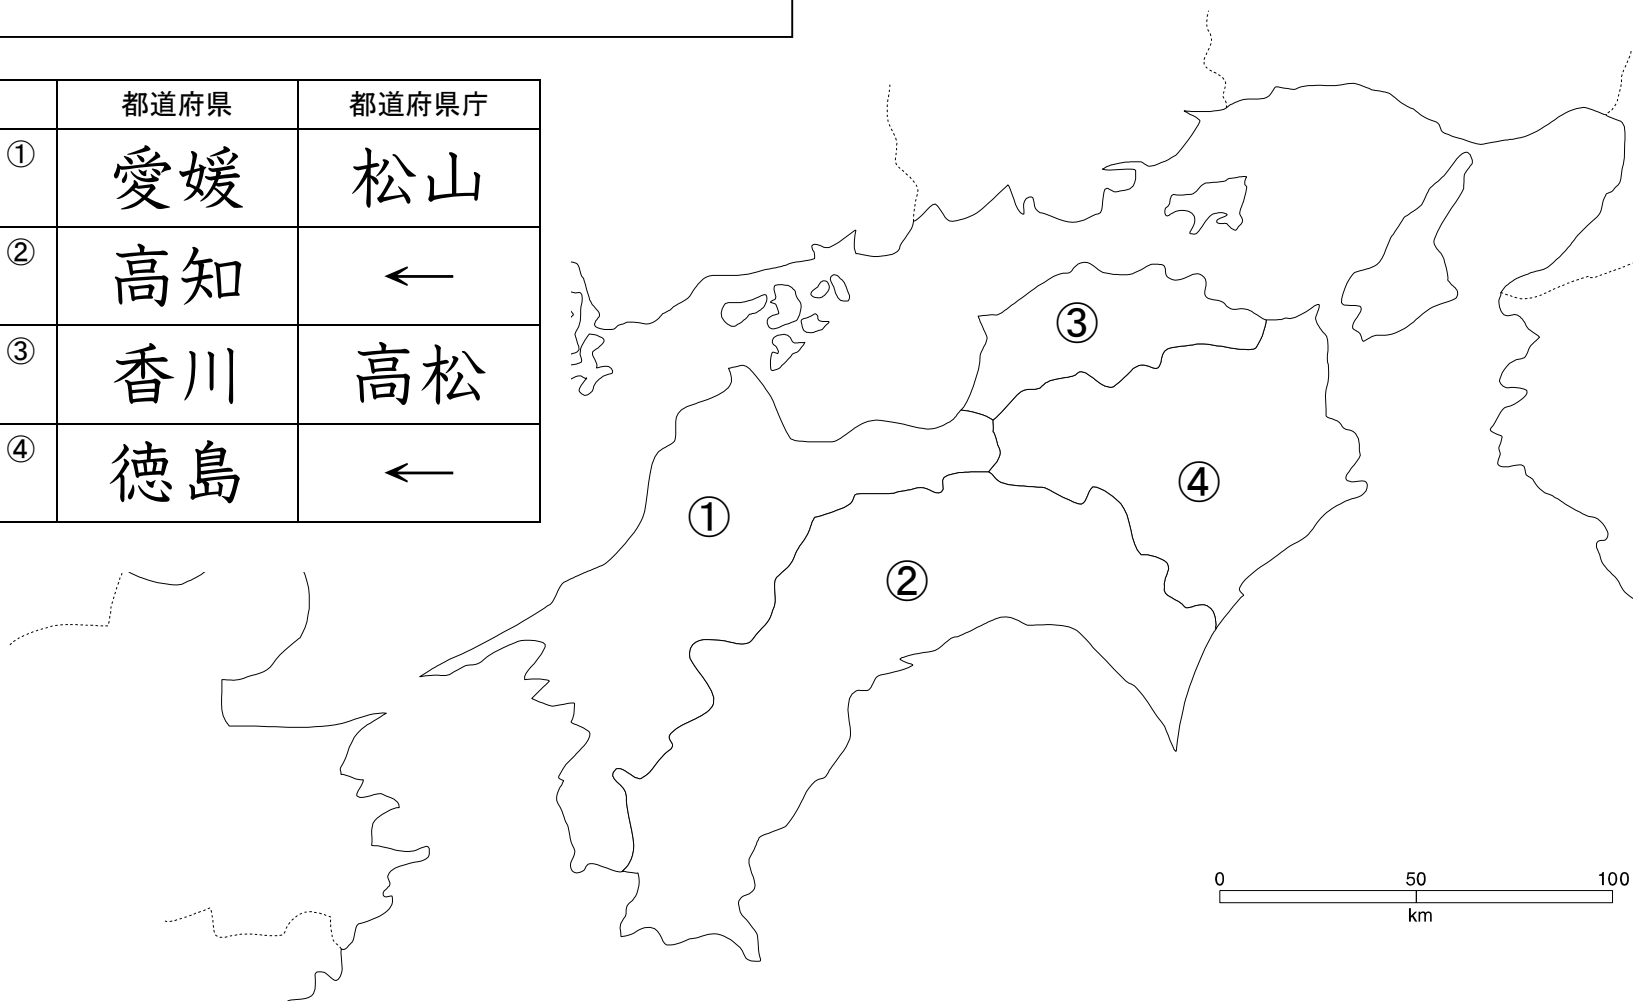 都道府県 都道府県庁
① 愛媛 松山
② 高知 ←
③ 香川 高松
④ 徳島 ←
③
④
①
②
0 50 100
km